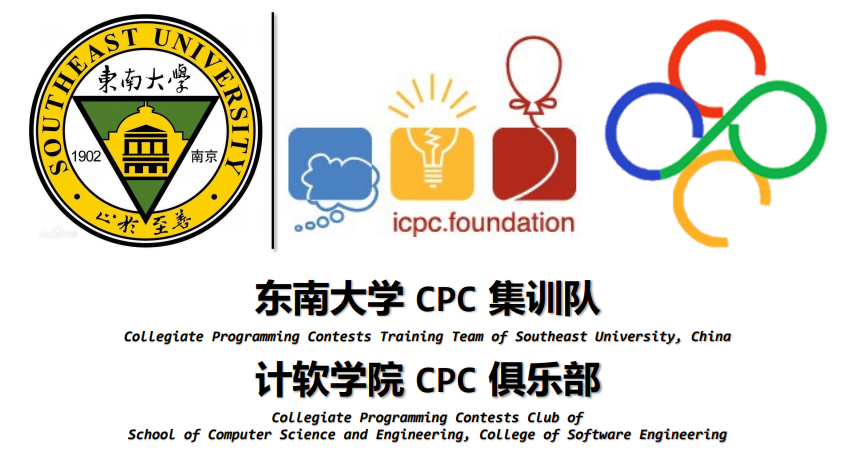 SOUTHEAST UNIVERSITY
東南大學
1902 南京
止於至善
icpc.foundation
东南大学 CPC 集训队
Collegiate Programming Contests Training Team of Southeast University, China
计软学院 CPC 俱乐部
Collegiate Programming Contests Club of
School of Computer Science and Engineering, College of Software Engineering